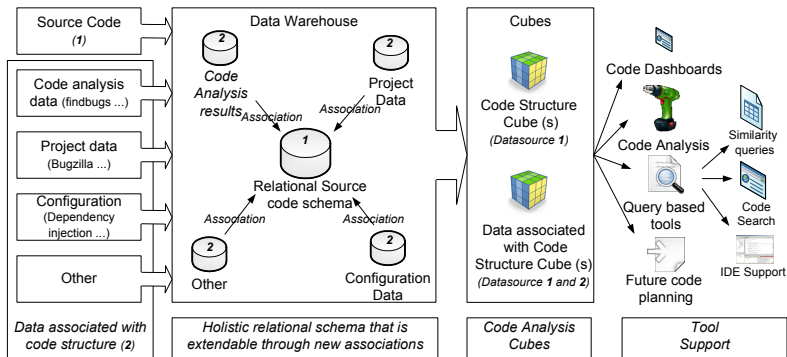 Source Code
(1)
Code analysis
data (findbugs ...)
Project data
(Bugzilla ...)
Configuration
(Dependency
injection ...)
Other
Data associated with
code structure (2)
Data Warehouse
2
Code
Analysis
results
2
Project
Data
Association
Association
1
Relational Source
code schema
Association
Association
2
Other
2
Configuration
Data
Holistic relational schema that is
extendable through new associations
Cubes
Code Structure
Cube (s)
(Datasource 1)
Data associated
with Code
Structure Cube (s)
(Datasource 1 and 2)
Code Analysis
Cubes
Code Dashboards
Code Analysis
Query based
tools
Future code
planning
Similarity
queries
Code
Search
IDE Support
Tool
Support